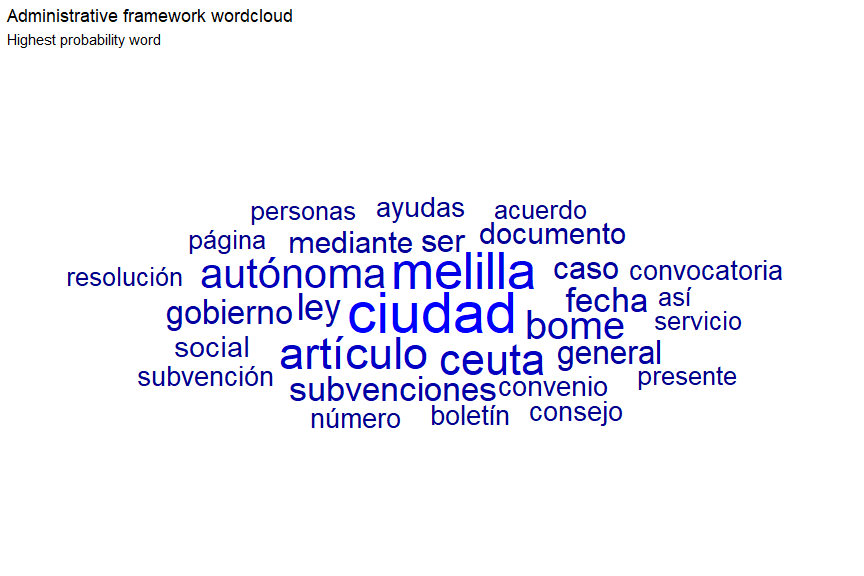 Administrative framework wordcloud
Highest probability word
personas ayudas acuerdo
página mediante ser documento
resolución autónoma melilla caso convocatoria
gobierno ley ciudad bome fecha así servicio
social artículo ceuta general
subvención subvenciones convenio presente
número boletín consejo